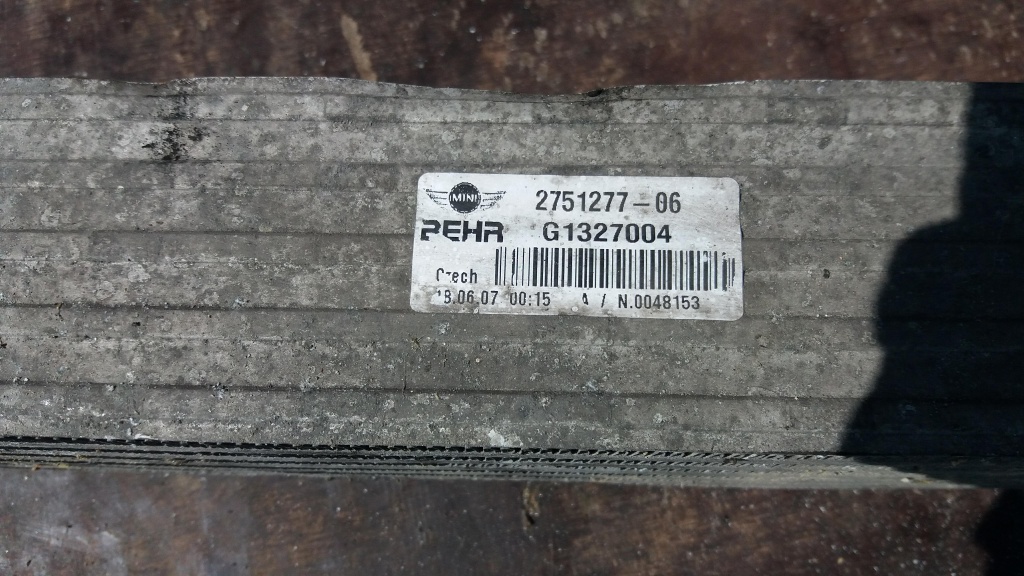 MINI
2751277-06
BEHR G1327004
Czech
18.06.07 00:15 / N.0048153